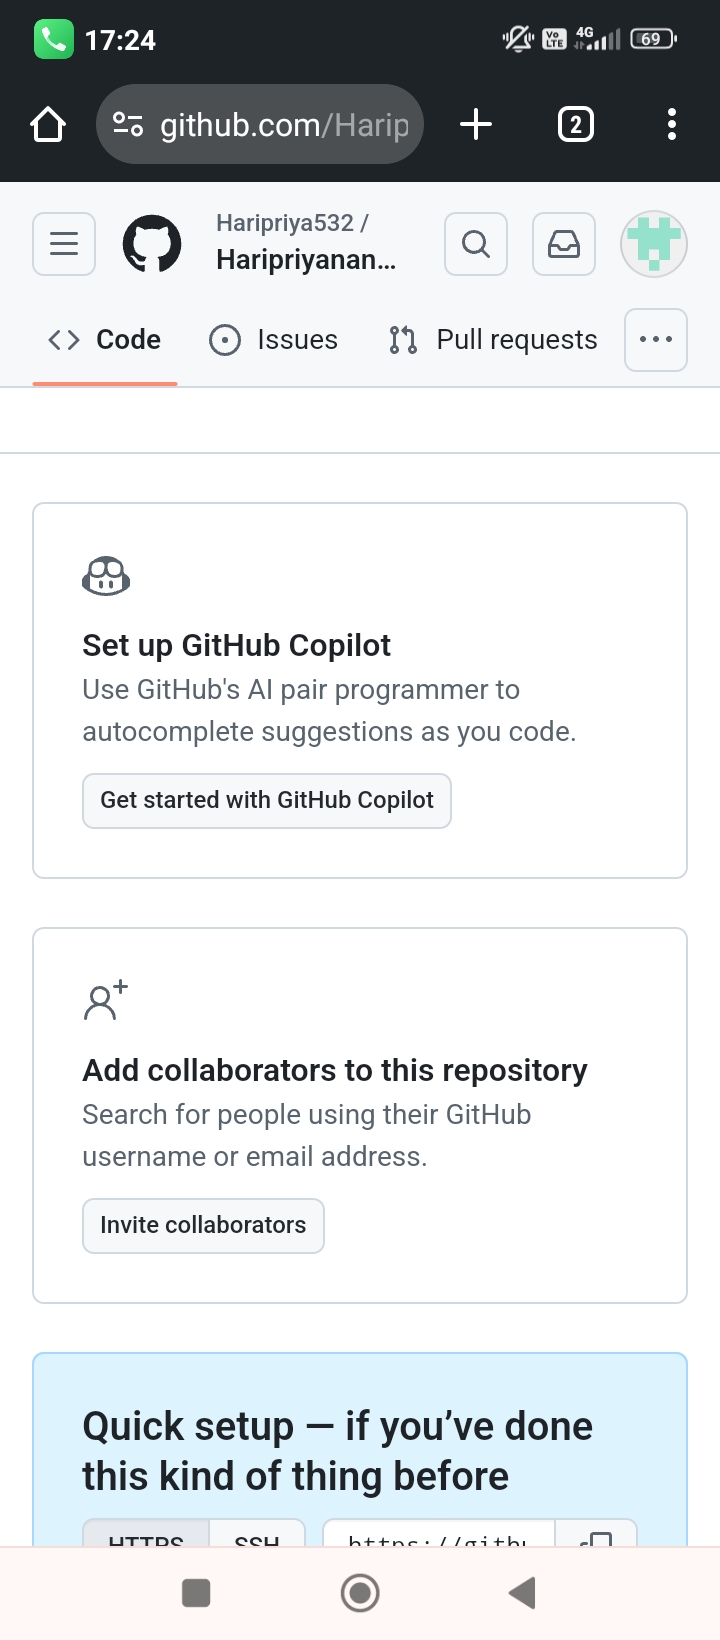 17:24
Vo LTE 4G 69
github.com/Harip
2
Haripriya532 /
Haripriyanan...
Code Issues Pull requests
Set up GitHub Copilot
Use GitHub's AI pair programmer to
autocomplete suggestions as you code.
Get started with GitHub Copilot
Add collaborators to this repository
Search for people using their GitHub
username or email address.
Invite collaborators
Quick setup — if you’ve done
this kind of thing before
HTTPS SSH https://githu